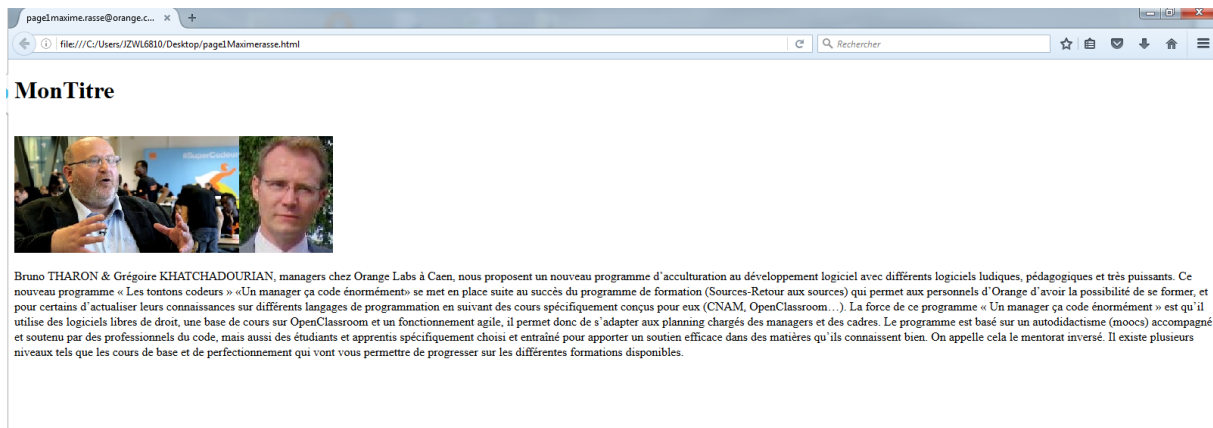 page1maxime.rasse@orange.c...
file:///C:/Users/JZWL6810/Desktop/page1Maximerasse.html
Rechercher
MonTitre
#SuperCodeur
Bruno THARON & Grégoire KHATCHADOURIAN, managers chez Orange Labs à Caen, nous proposent un nouveau programme d’acculturation au développement logiciel avec différents logiciels ludiques, pédagogiques et très puissants. Ce
nouveau programme « Les tontons codeurs » «Un manager ça code énormément» se met en place suite au succès du programme de formation (Sources-Retour aux sources) qui permet aux personnels d’Orange d’avoir la possibilité de se former, et
pour certains d’actualiser leurs connaissances sur différents langages de programmation en suivant des cours spécifiquement conçus pour eux (CNAM, OpenClassroom…). La force de ce programme « Un manager ça code énormément » est qu’il
utilise des logiciels libres de droit, une base de cours sur OpenClassroom et un fonctionnement agile, il permet donc de s’adapter aux planning chargés des managers et des cadres. Le programme est basé sur un autodidactisme (moocs) accompagné
et soutenu par des professionnels du code, mais aussi des étudiants et apprentis spécifiquement choisi et entraîné pour apporter un soutien efficace dans des matières qu’ils connaissent bien. On appelle cela le mentorat inversé. Il existe plusieurs
niveaux tels que les cours de base et de perfectionnement qui vont vous permettre de progresser sur les différentes formations disponibles.